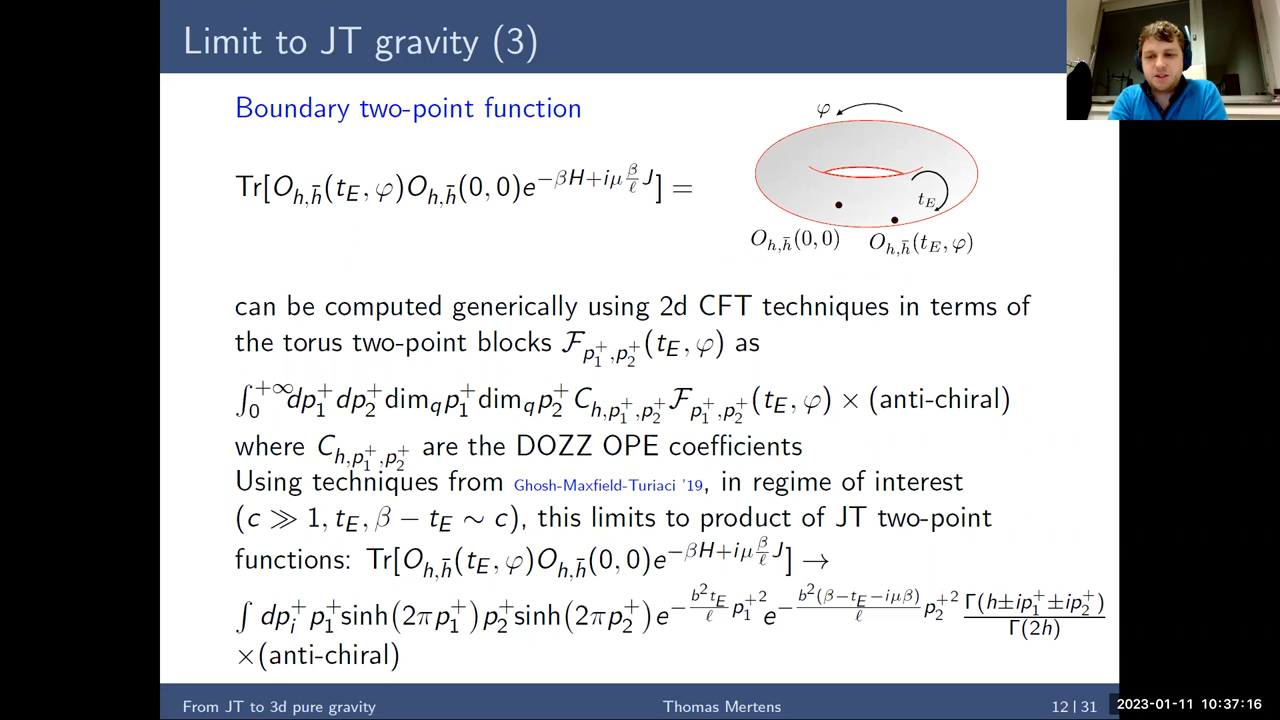 Limit to JT gravity (3)
Boundary two-point function
Tr[O_{h,h̄}(t_E, φ)O_{h,h̄}(0, 0)e^{−βH+iμ\frac{β}{ℓ}J}] =
φ
t_E
O_{h,h̄}(0, 0) O_{h,h̄}(t_E, φ)
can be computed generically using 2d CFT techniques in terms of
the torus two-point blocks ℱ_{p_1^+,p_2^+}(t_E, φ) as
∫_0^{+∞} dp_1^+ dp_2^+ dim_q p_1^+ dim_q p_2^+ C_{h,p_1^+,p_2^+} ℱ_{p_1^+,p_2^+}(t_E, φ) × (anti-chiral)
where C_{h,p_1^+,p_2^+} are the DOZZ OPE coefficients
Using techniques from Ghosh-Maxfield-Turiaci '19, in regime of interest
(c ≫ 1, t_E, β − t_E ∼ c), this limits to product of JT two-point
functions: Tr[O_{h,h̄}(t_E, φ)O_{h,h̄}(0, 0)e^{−βH+iμ\frac{β}{ℓ}J}] →
∫ dp_i^+ p_1^+ sinh(2πp_1^+) p_2^+ sinh(2πp_2^+) e^{−\frac{b^2 t_E}{ℓ} p_1^{+2}} e^{−\frac{b^2(β−t_E−iμβ)}{ℓ} p_2^{+2}} \frac{Γ(h±ip_1^+±ip_2^+)}{Γ(2h)}
×(anti-chiral)
From JT to 3d pure gravity Thomas Mertens 12 | 31
2023-01-11 10:37:16